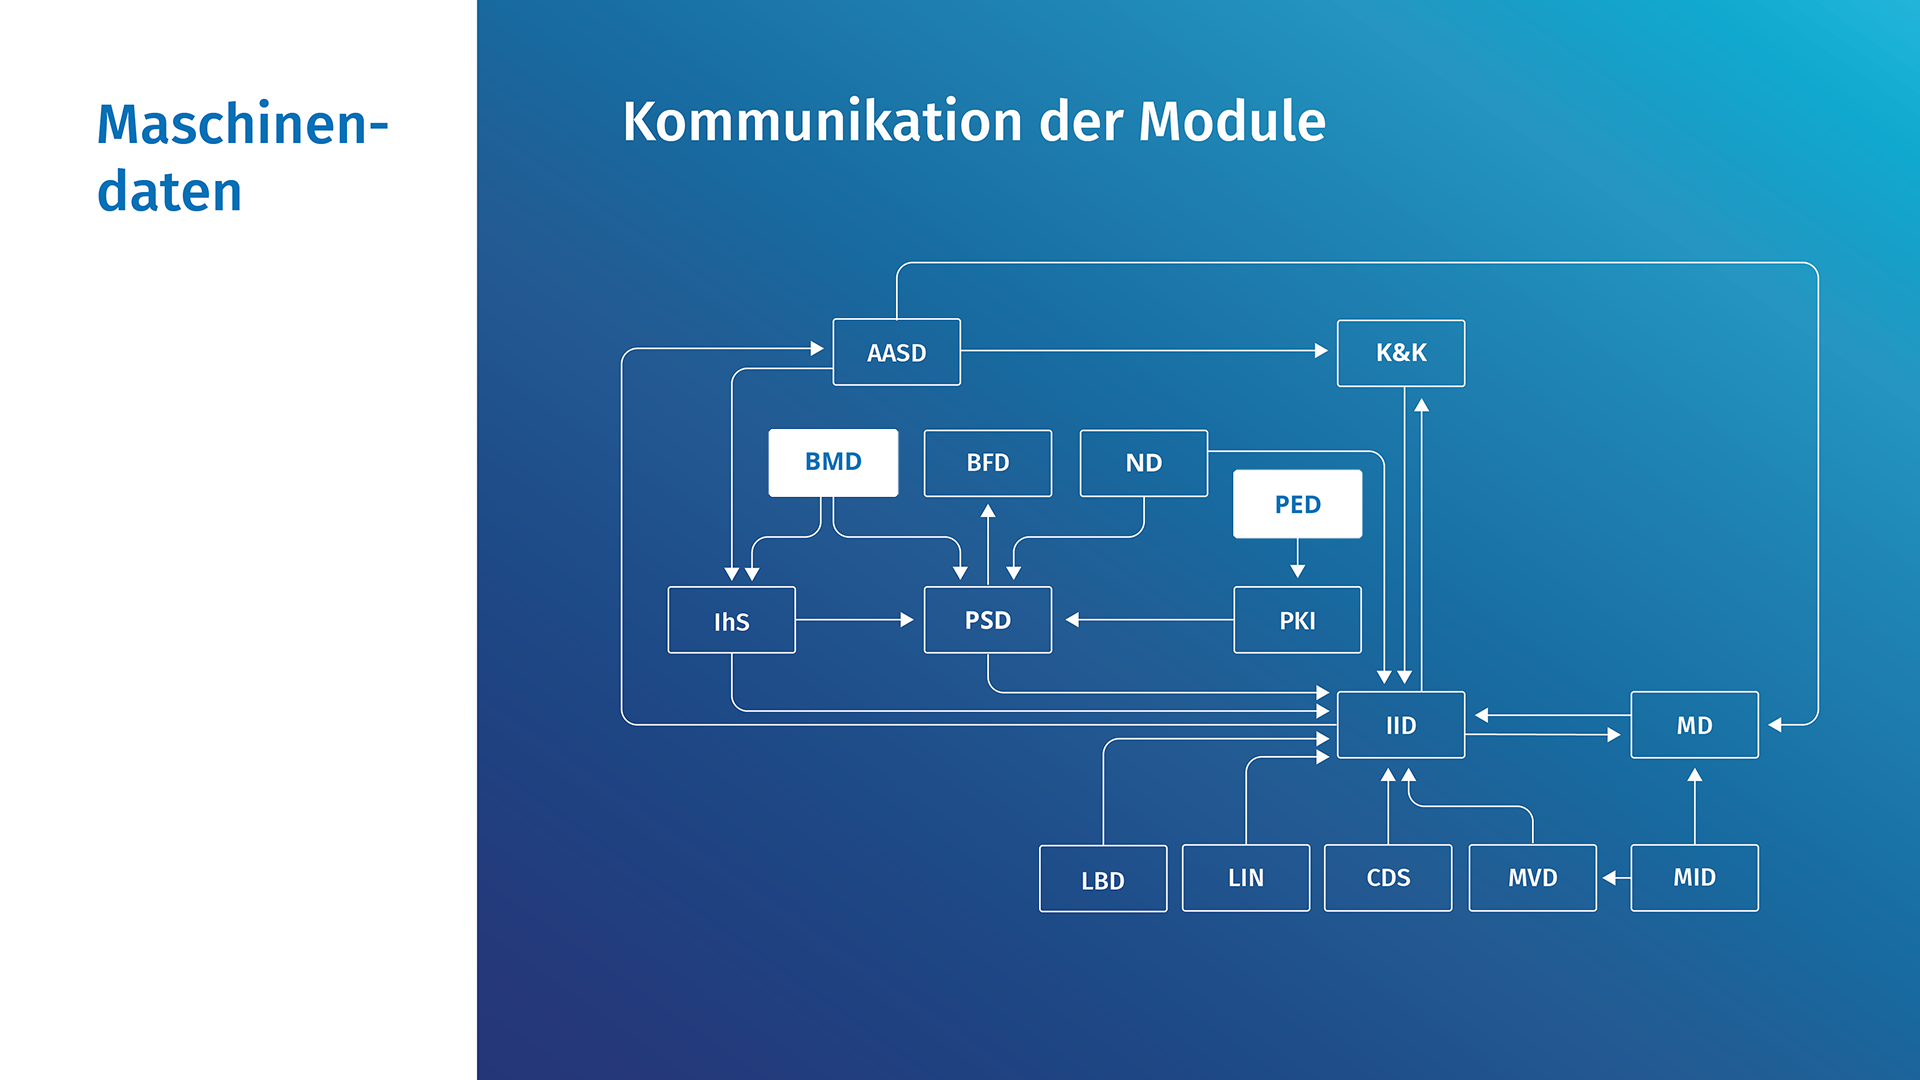 Maschinen-
daten
Kommunikation der Module
AASD
K&K
BMD
BFD
ND
PED
IhS
PSD
PKI
IID
MD
LBD
LIN
CDS
MVD
MID